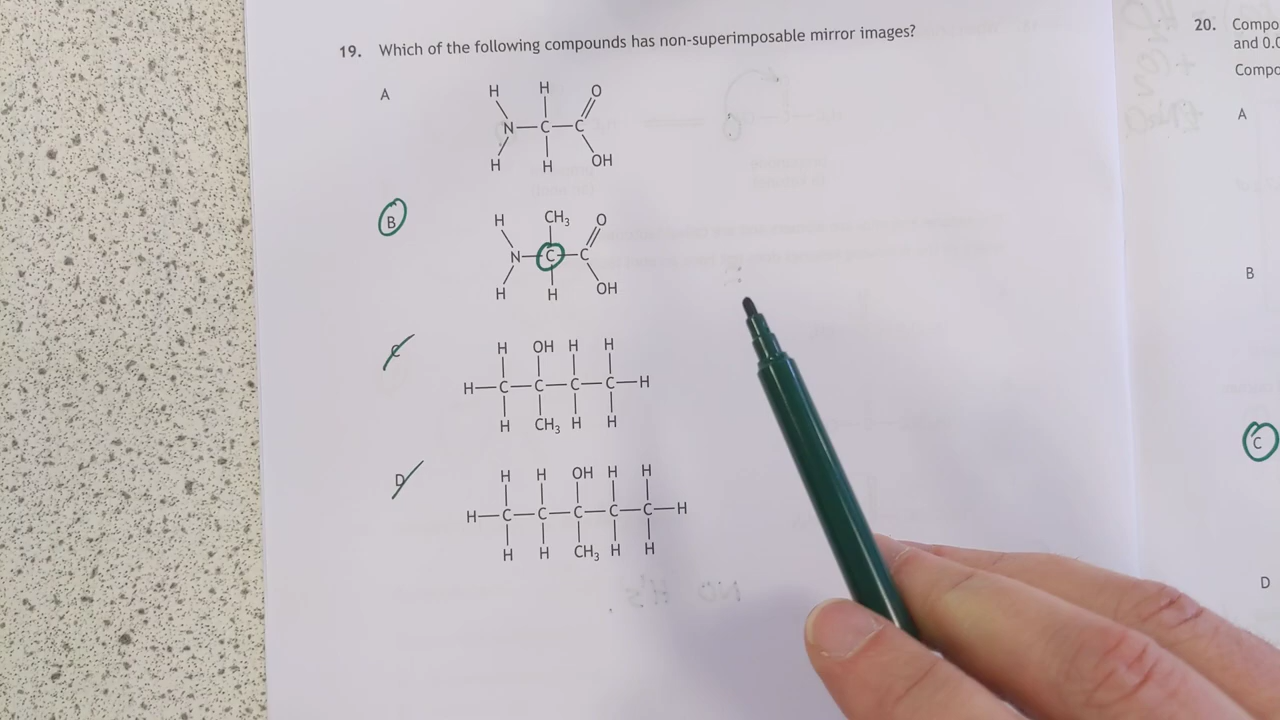 19. Which of the following compounds has non-superimposable mirror images?
A
H H O
N—C—C
H H OH
B
H CH₃ O
N—C—C
H H OH
C
H OH H H
H—C—C—C—C—H
H CH₃ H H
D
H H OH H H
H—C—C—C—C—C—H
H H CH₃ H H
20. Compo
and 0.0
Compo
A
B
C
D